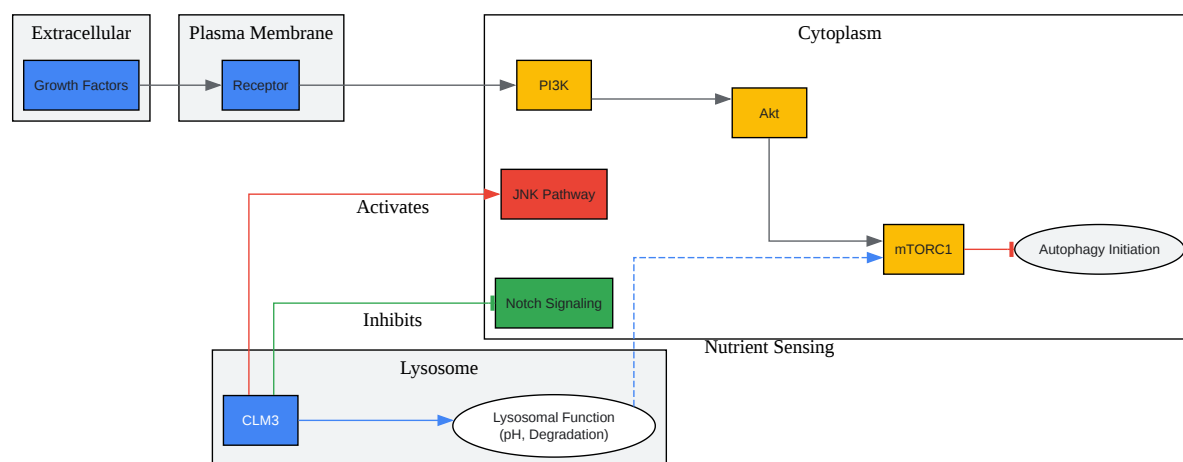 Extracellular
Plasma Membrane
Cytoplasm
Growth Factors
Receptor
PI3K
Akt
JNK Pathway
Activates
mTORC1
Autophagy Initiation
Notch Signaling
Inhibits
Nutrient Sensing
Lysosome
CLM3
Lysosomal Function
(pH, Degradation)